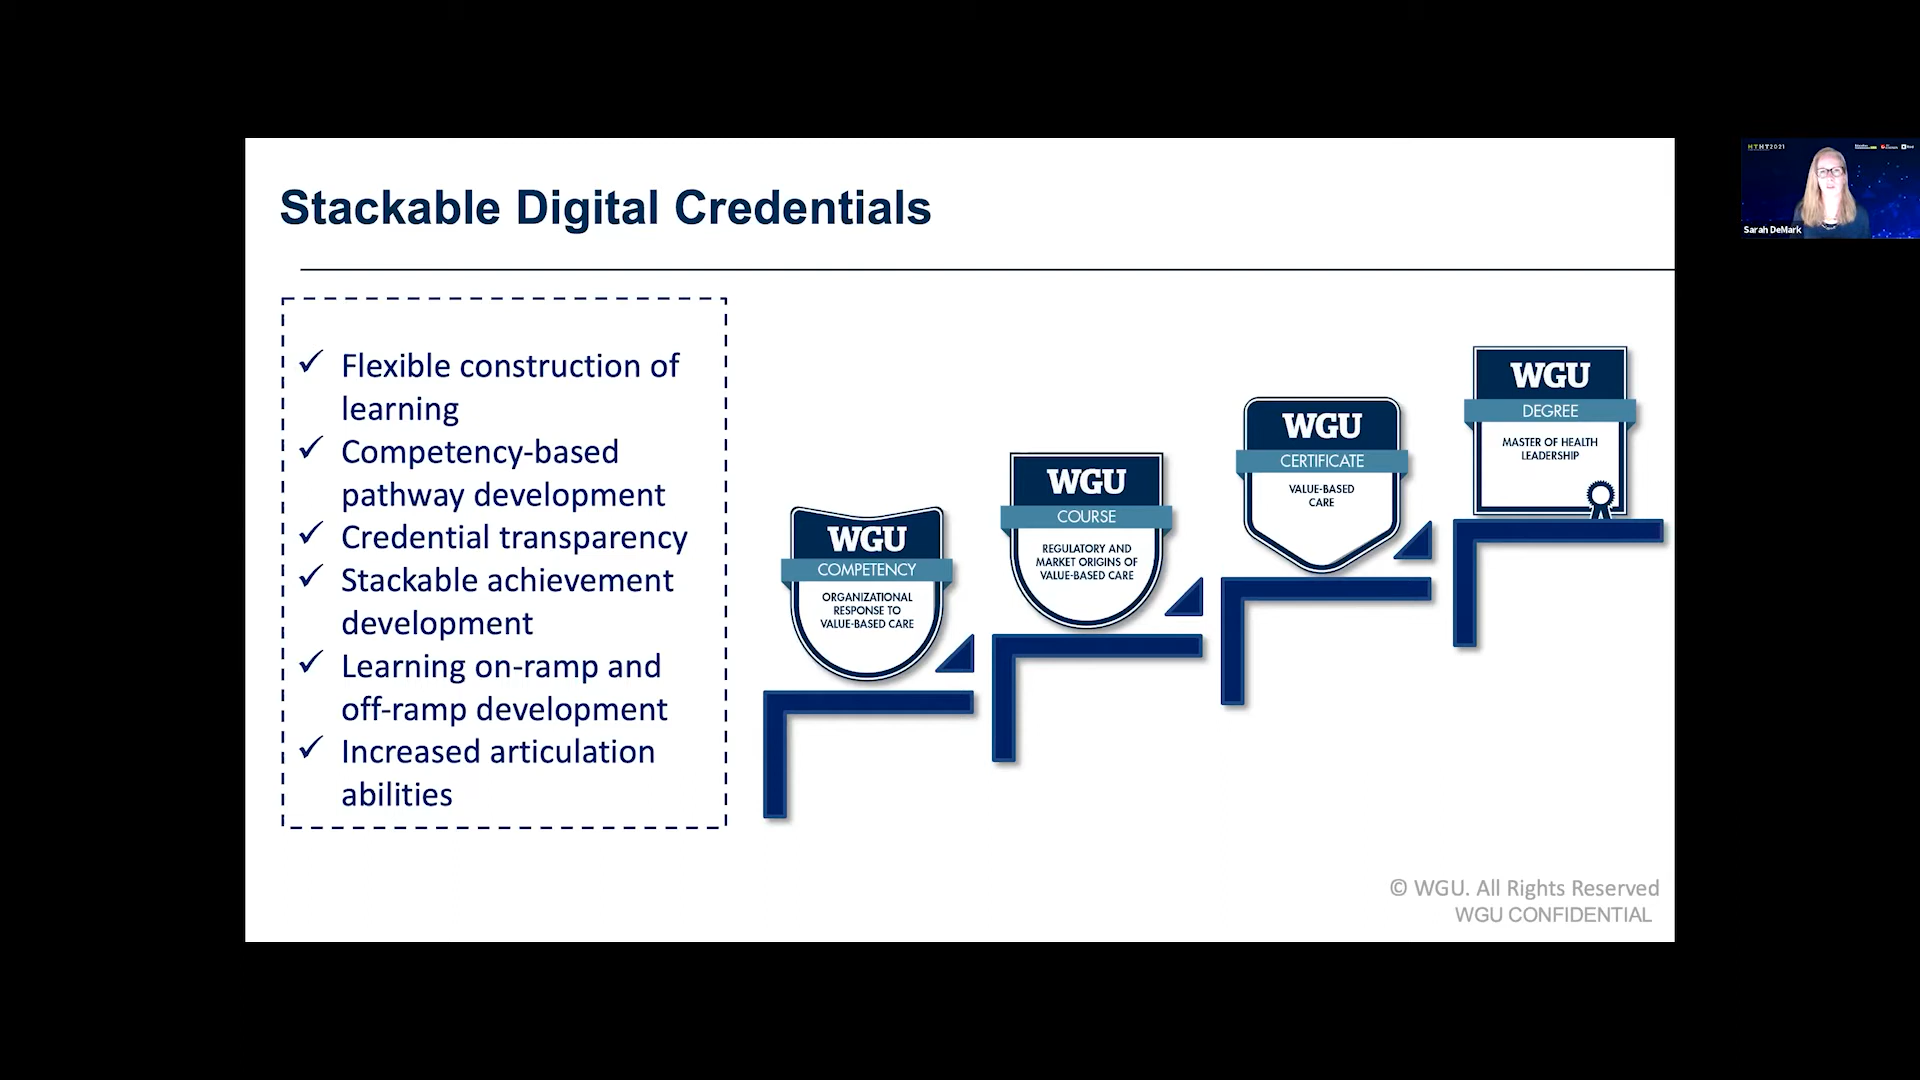 Stackable Digital Credentials
✓ Flexible construction of
learning
✓ Competency-based
pathway development
✓ Credential transparency
✓ Stackable achievement
development
✓ Learning on-ramp and
off-ramp development
✓ Increased articulation
abilities
WGU
COMPETENCY
ORGANIZATIONAL
RESPONSE TO
VALUE-BASED CARE
WGU
COURSE
REGULATORY AND
MARKET ORIGINS OF
VALUE-BASED CARE
WGU
CERTIFICATE
VALUE-BASED
CARE
WGU
DEGREE
MASTER OF HEALTH
LEADERSHIP
© WGU. All Rights Reserved
WGU CONFIDENTIAL
HTHT2021
Sarah DeMark